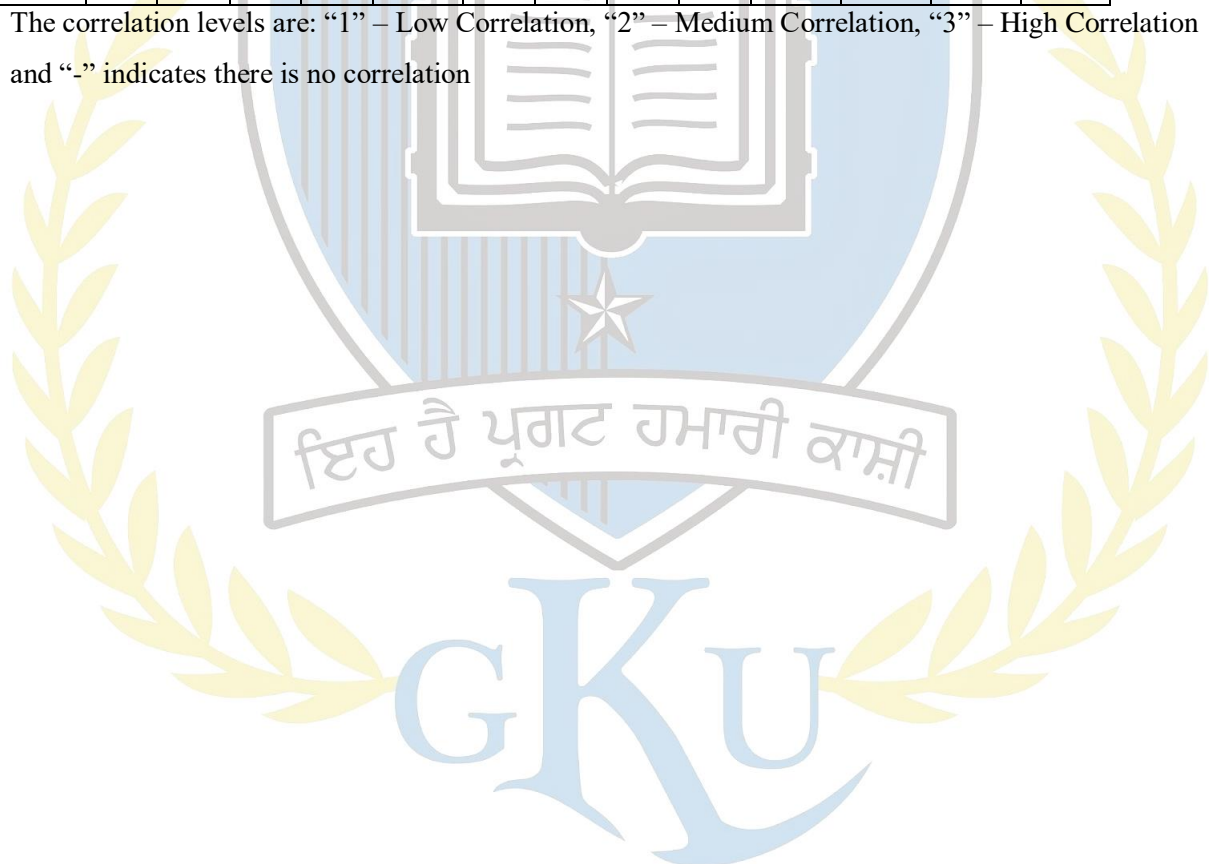 The correlation levels are: “1” – Low Correlation, “2” – Medium Correlation, “3” – High Correlation
and “-” indicates there is no correlation
ਇਹ ਹੈ ਪ੍ਰਗਟ ਹਮਾਰੀ ਕਾਸ਼ੀ
GKU